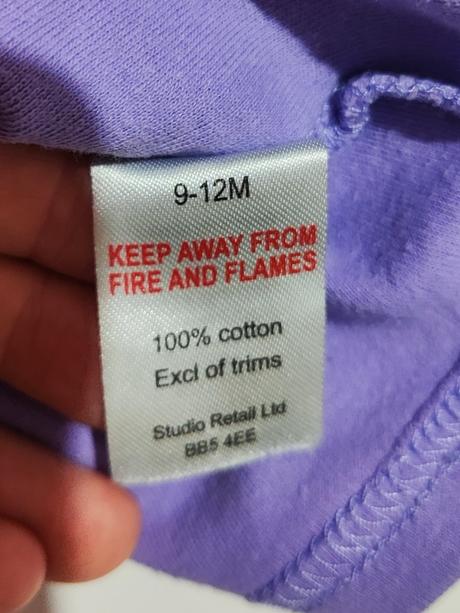 9-12M
KEEP AWAY FROM
FIRE AND FLAMES
100% cotton
Excl of trims
Studio Retail Ltd
BB5 4EE